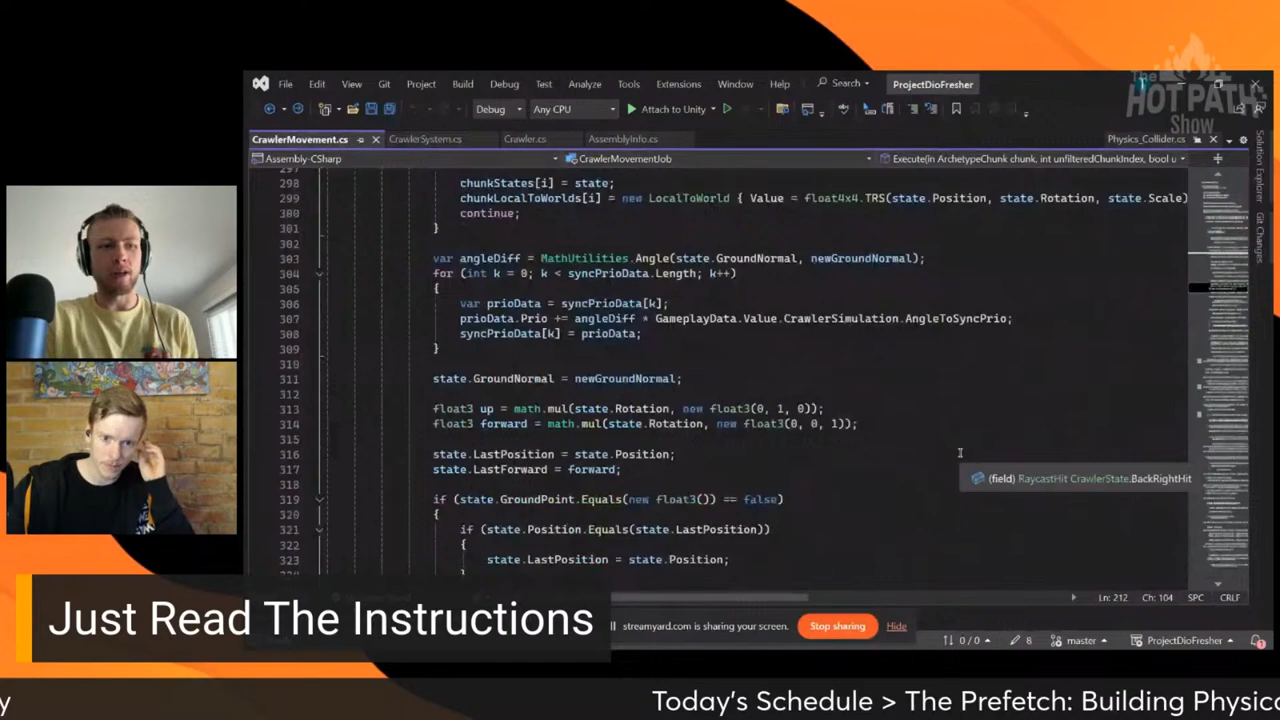 The
HOT PATH
Show
File Edit View Git Project Build Debug Test Analyze Tools Extensions Window Help Search ProjectDioFresher
Debug Any CPU Attach to Unity
CrawlerMovement.cs CrawlerSystem.cs Crawler.cs AssemblyInfo.cs Physics_Collider.cs
Assembly-CSharp CrawlerMovementJob Execute(in ArchetypeChunk chunk, int unfilteredChunkIndex, bool u
Solution Explorer
Git Changes
297
298 chunkStates[i] = state;
299 chunkLocalToWorlds[i] = new LocalToWorld { Value = float4x4.TRS(state.Position, state.Rotation, state.Scale)
300 continue;
301 }
302
303 var angleDiff = MathUtilities.Angle(state.GroundNormal, newGroundNormal);
304 for (int k = 0; k < syncPrioData.Length; k++)
305 {
306 var prioData = syncPrioData[k];
307 += angleDiff * GameplayData.Value.CrawlerSimulation.AngleToSyncPrio;
308 syncPrioData[k] = prioData;
309 }
310
311 state.GroundNormal = newGroundNormal;
312
313 float3 up = math.mul(state.Rotation, new float3(0, 1, 0));
314 float3 forward = math.mul(state.Rotation, new float3(0, 0, 1));
315
316 state.LastPosition = state.Position;
317 state.LastForward = forward;
318
(field) RaycastHit CrawlerState.BackRightHit
319 if (state.GroundPoint.Equals(new float3()) == false)
320 {
321 if (state.Position.Equals(state.LastPosition))
322 {
323 = state.Position;
Ln: 212 Ch: 104 SPC CRLF
Just Read The Instructions
streamyard.com is sharing your screen. Stop sharing Hide
0 / 0 8 master ProjectDioFresher
y Today's Schedule > The Prefetch: Building Physic